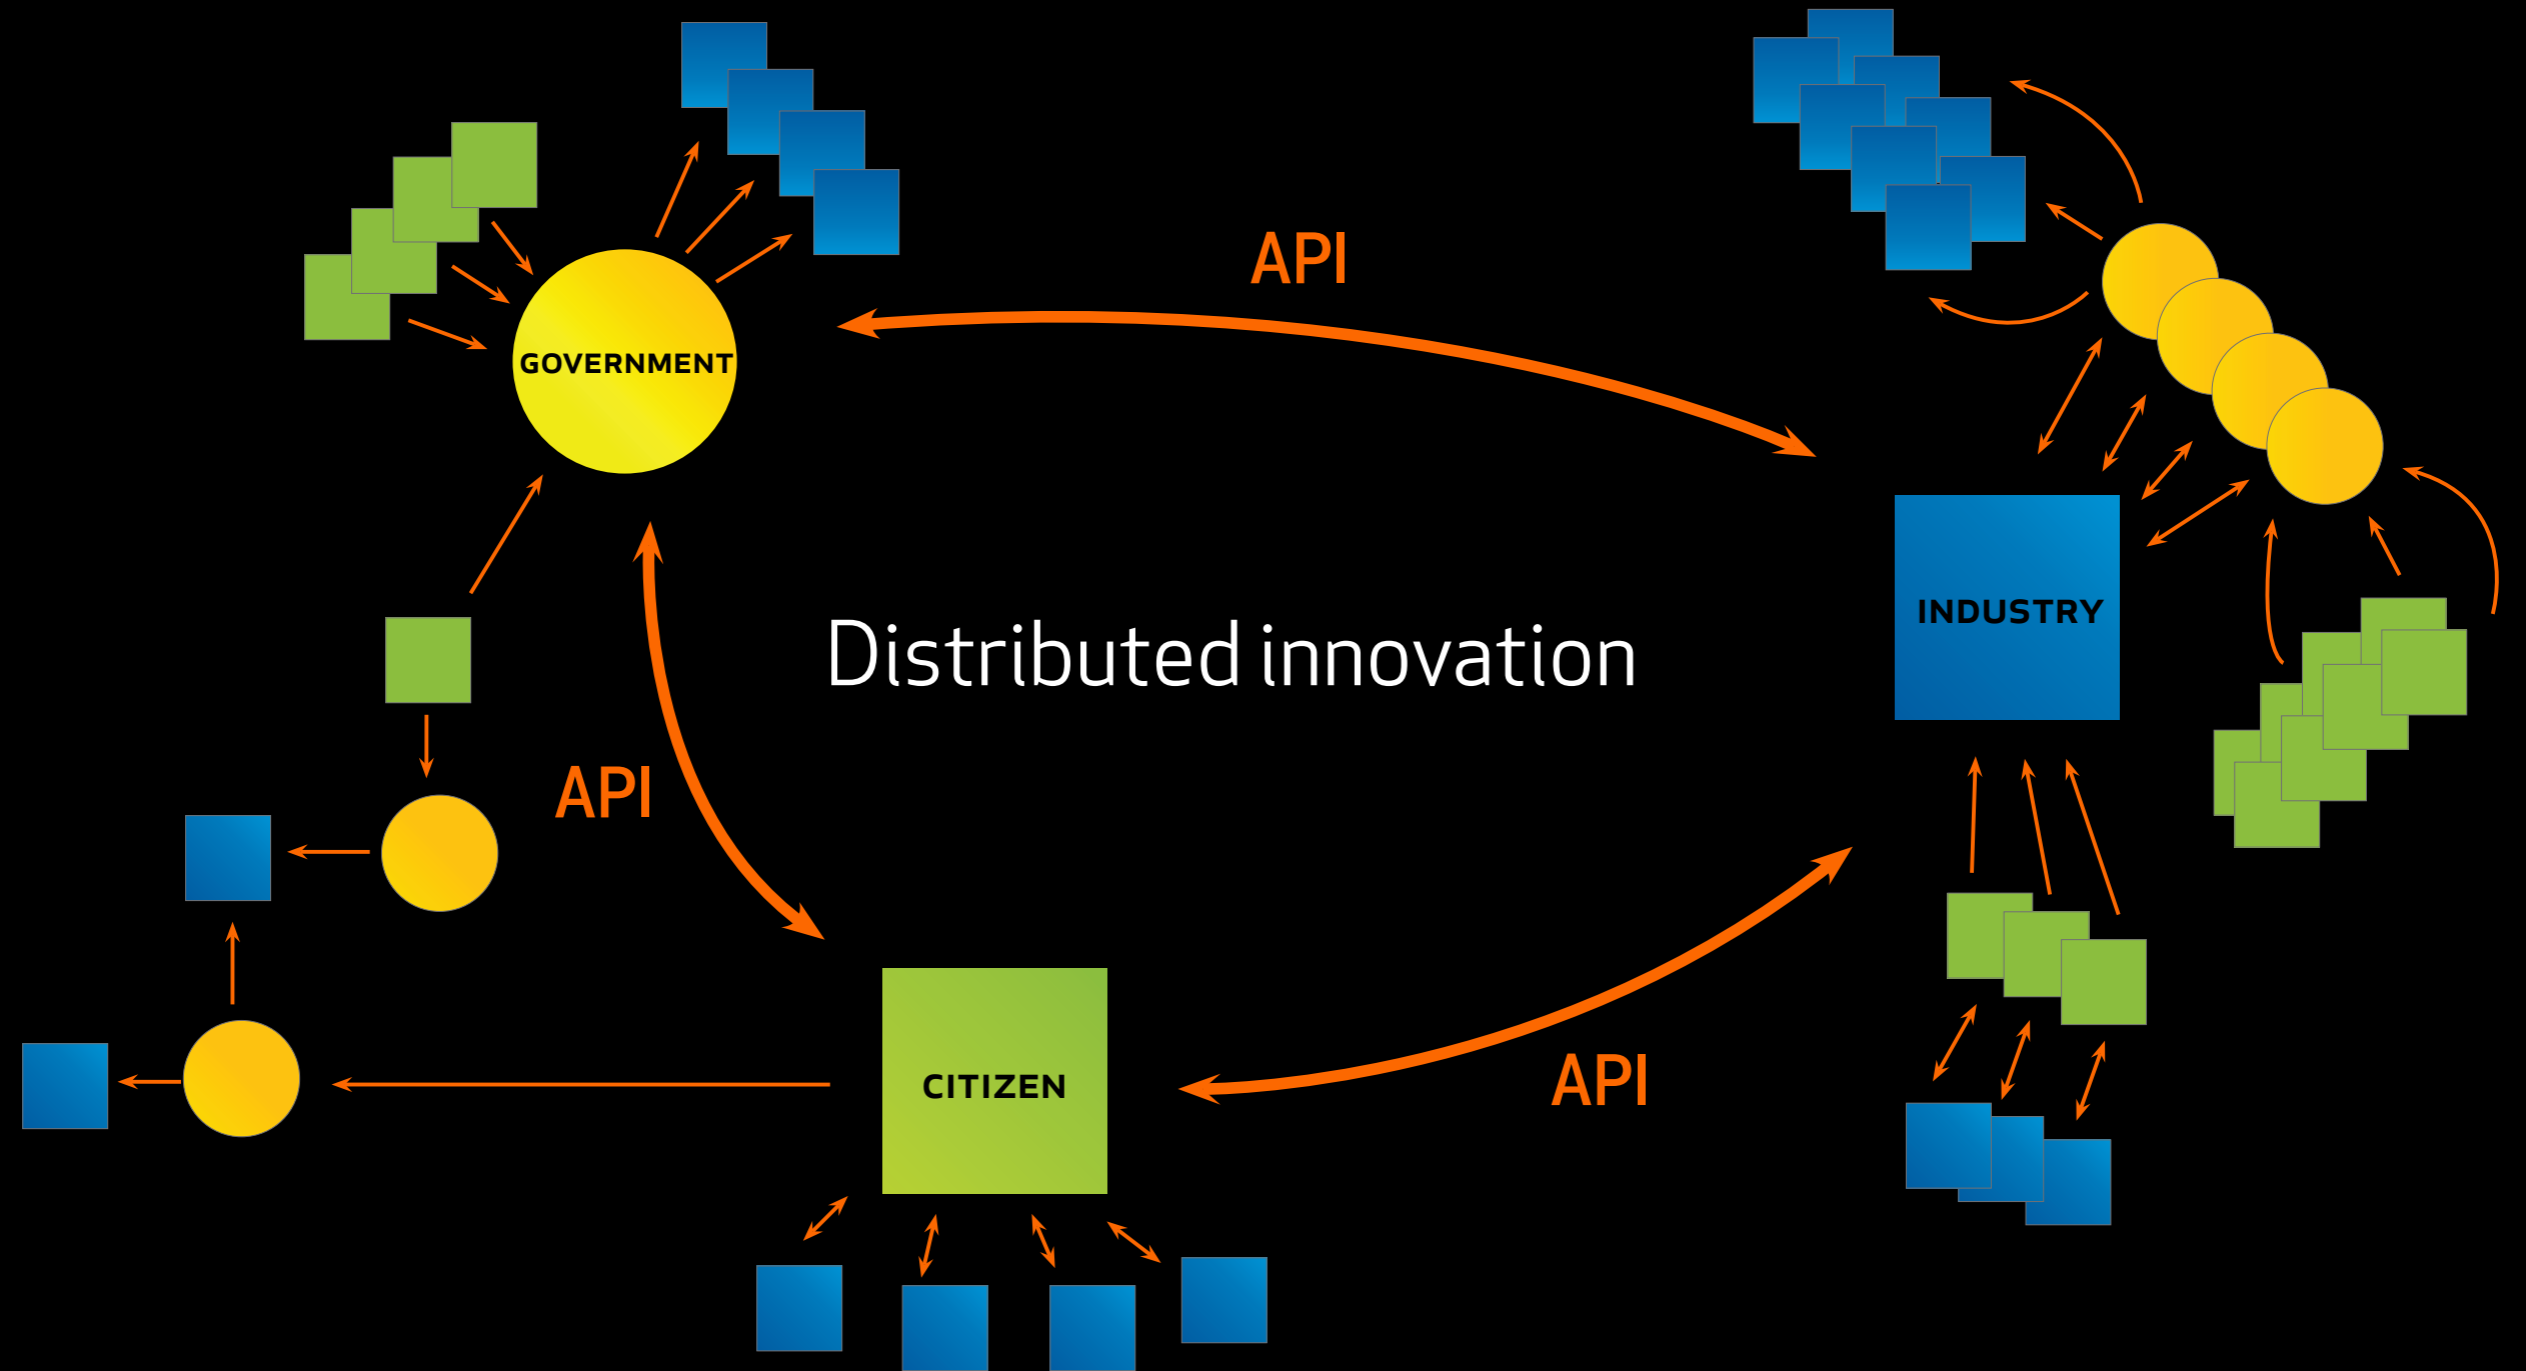 API
GOVERNMENT
INDUSTRY
Distributed innovation
API
API
CITIZEN